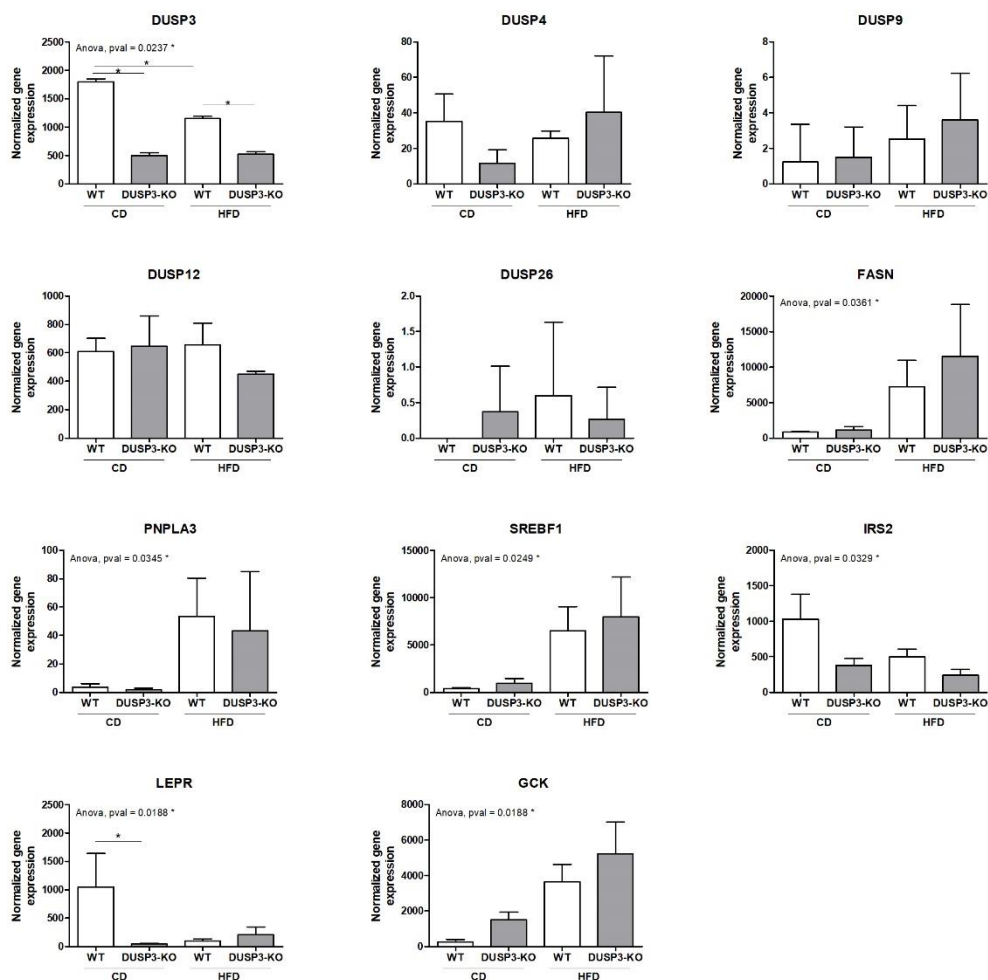 DUSP3
Normalized gene
expression
2500
2000
1500
1000
500
0
Anova, pval = 0.0237 *
*
*
*
WT DUSP3-KO WT DUSP3-KO
CD HFD
DUSP4
Normalized gene
expression
80
60
40
20
0
WT DUSP3-KO WT DUSP3-KO
CD HFD
DUSP9
Normalized gene
expression
8
6
4
2
0
WT DUSP3-KO WT DUSP3-KO
CD HFD
DUSP12
Normalized gene
expression
1000
800
600
400
200
0
WT DUSP3-KO WT DUSP3-KO
CD HFD
DUSP26
Normalized gene
expression
2.0
1.5
1.0
0.5
0.0
WT DUSP3-KO WT DUSP3-KO
CD HFD
FASN
Normalized gene
expression
20000
15000
10000
5000
0
Anova, pval = 0.0361 *
WT DUSP3-KO WT DUSP3-KO
CD HFD
PNPLA3
Normalized gene
expression
100
80
60
40
20
0
Anova, pval = 0.0345 *
WT DUSP3-KO WT DUSP3-KO
CD HFD
SREBF1
Normalized gene
expression
15000
10000
5000
0
Anova, pval = 0.0249 *
WT DUSP3-KO WT DUSP3-KO
CD HFD
IRS2
Normalized gene
expression
2000
1500
1000
500
0
Anova, pval = 0.0329 *
WT DUSP3-KO WT DUSP3-KO
CD HFD
LEPR
Normalized gene
expression
2500
2000
1500
1000
500
0
Anova, pval = 0.0188 *
*
WT DUSP3-KO WT DUSP3-KO
CD HFD
GCK
Normalized gene
expression
8000
6000
4000
2000
0
Anova, pval = 0.0188 *
WT DUSP3-KO WT DUSP3-KO
CD HFD